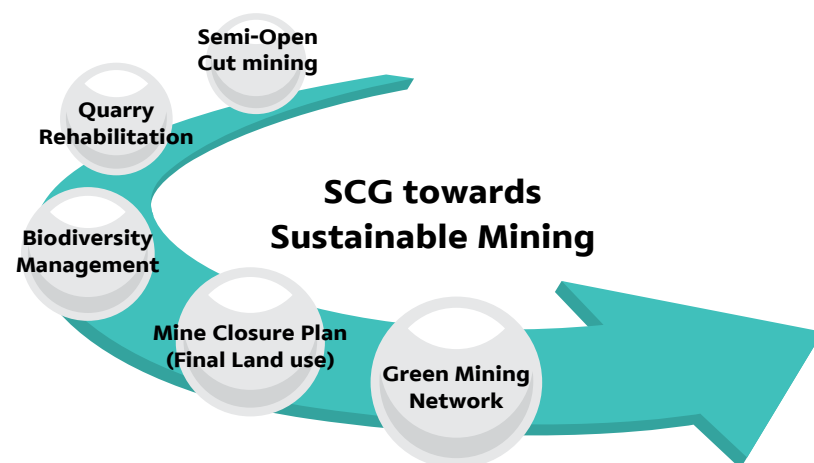 Semi-Open
Cut mining
Quarry
Rehabilitation
SCG towards
Sustainable Mining
Biodiversity
Management
Mine Closure Plan
(Final Land use)
Green Mining
Network